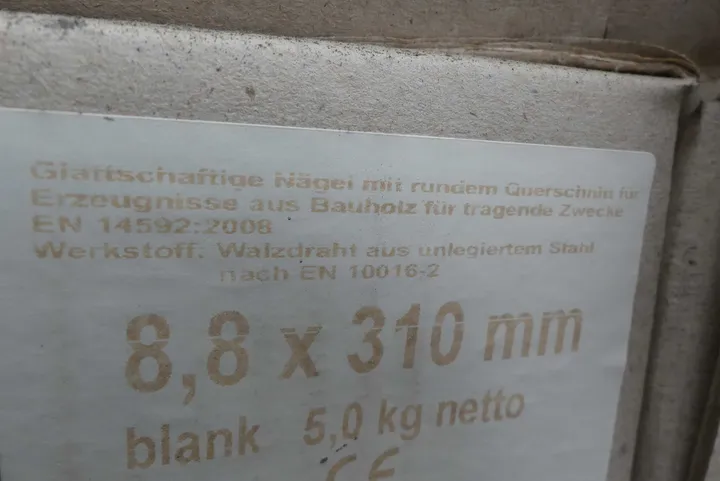 Glattschaftige Nägel mit rundem Querschnitt für
Erzeugnisse aus Bauholz für tragende Zwecke
EN 14592:2008
Werkstoff: Walzdraht aus unlegiertem Stahl
nach EN 10016-2
8,8 x 310 mm
blank 5,0 kg netto
CE